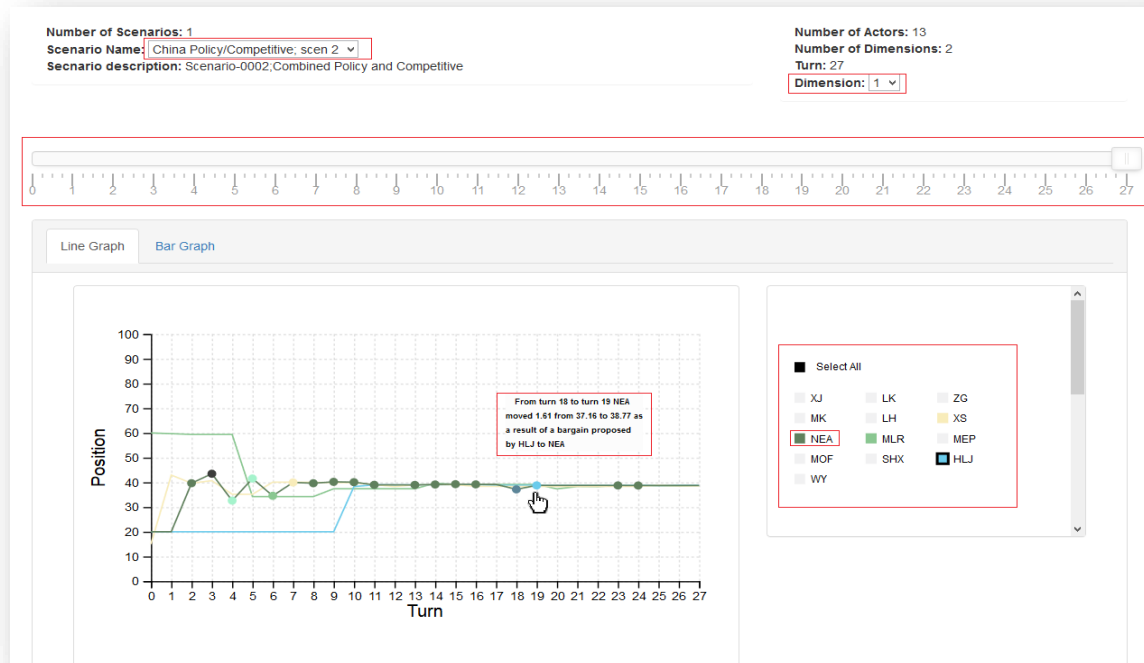 Number of Scenarios: 1
Scenario Name: China Policy/Competitive; scen 2
Secnario description: Scenario-0002;Combined Policy and Competitive
Number of Actors: 13
Number of Dimensions: 2
Turn: 27
Dimension: 1
0 1 2 3 4 5 6 7 8 9 10 11 12 13 14 15 16 17 18 19 20 21 22 23 24 25 26 27
Line Graph Bar Graph
100
90
80
70
60
50
40
30
20
10
0
Position
From turn 18 to turn 19 NEA
moved 1.61 from 37.16 to 38.77 as
a result of a bargain proposed
by HLJ to NEA
0 1 2 3 4 5 6 7 8 9 10 11 12 13 14 15 16 17 18 19 20 21 22 23 24 25 26 27
Turn
Select All
XJ LK ZG
MK LH XS
NEA MLR MEP
MOF SHX HLJ
WY